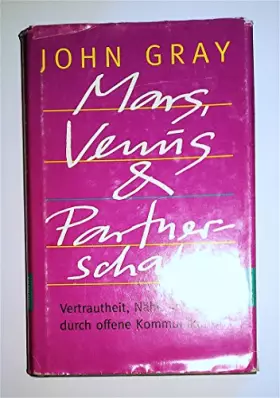 JOHN GRAY
Mars,
Venus
&
Partner-
schaft
Vertrautheit,
durch offene